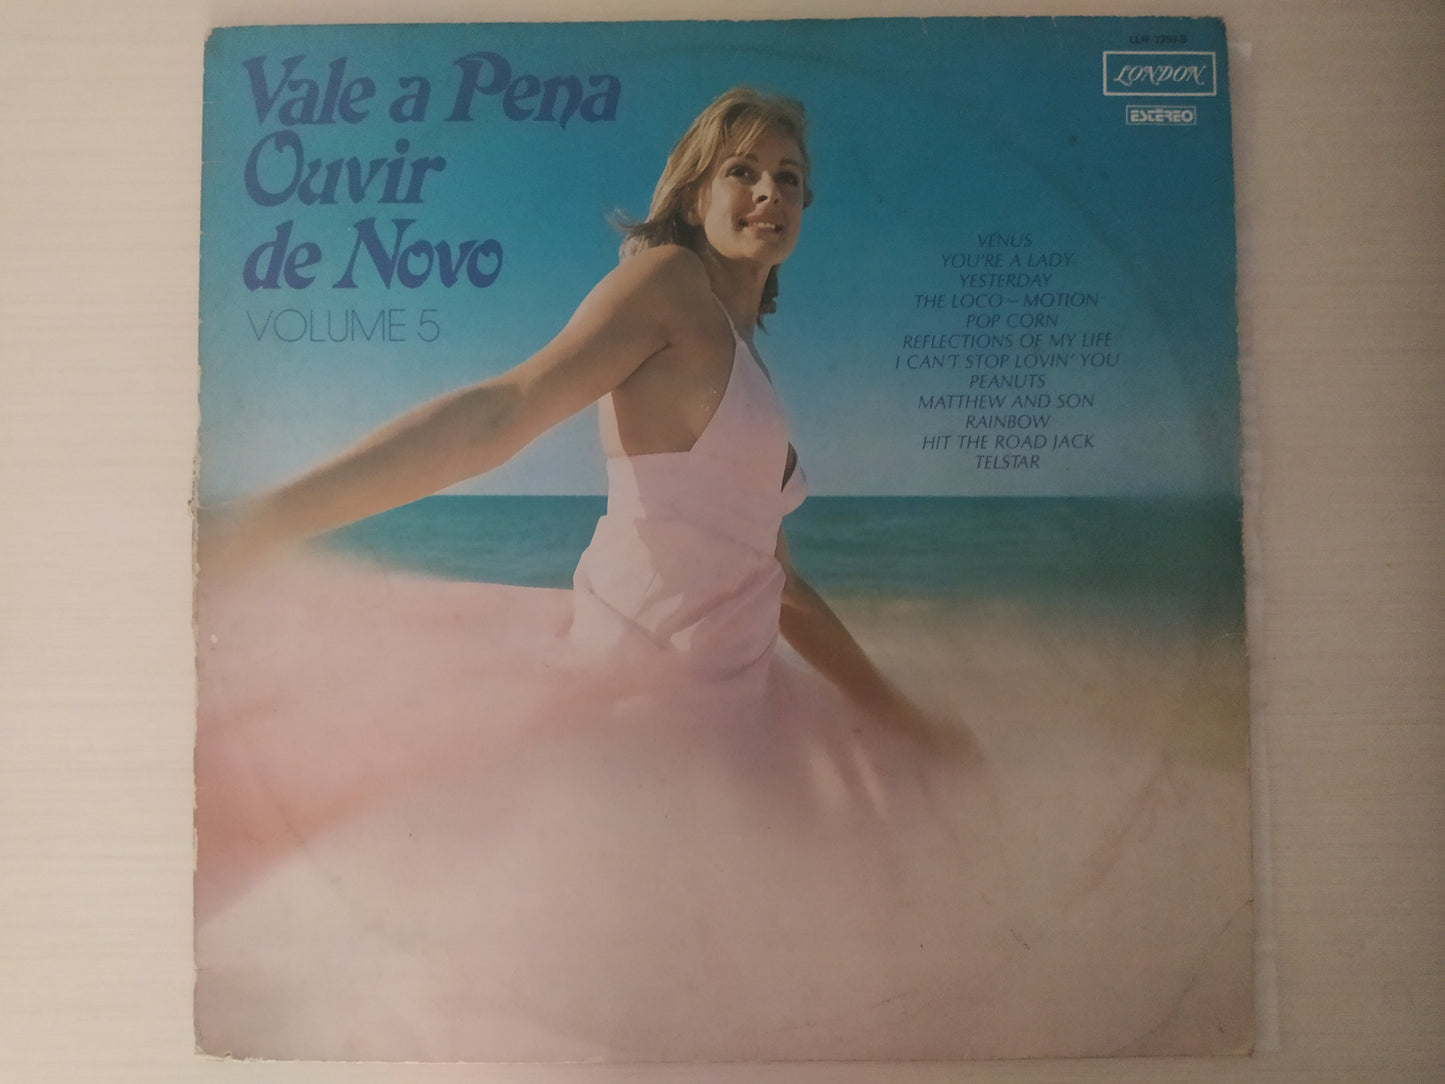 Vale a Pena
Ouvir
de Novo
VOLUME 5
LONDON
ESTÉREO
VENUS
YOU'RE A LADY
YESTERDAY
THE LOCO – MOTION
POP CORN
REFLECTIONS OF MY LIFE
I CAN'T STOP LOVIN' YOU
PEANUTS
MATTHEW AND SON
RAINBOW
HIT THE ROAD JACK
TELSTAR